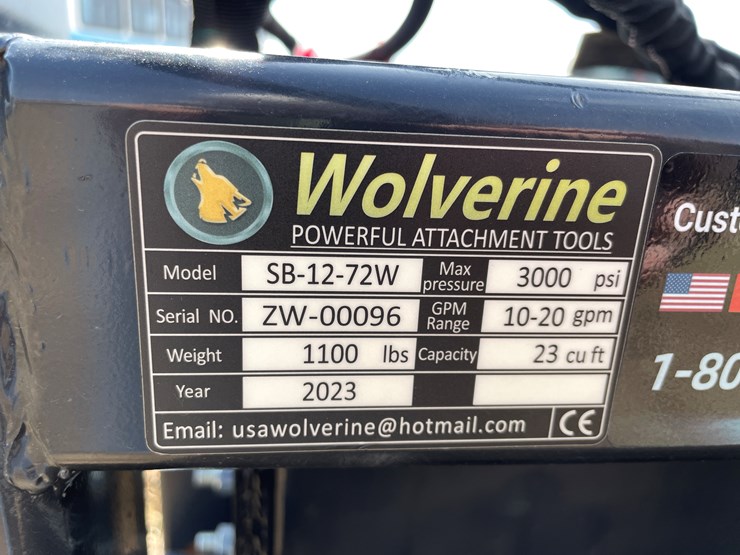 Wolverine
POWERFUL ATTACHMENT TOOLS
Model SB-12-72W Max pressure 3000 psi
Serial NO. ZW-00096 GPM Range 10-20 gpm
Weight 1100 lbs Capacity 23 cu ft
Year 2023
Email: usawolverine@hotmail.com CE
Cust
1-80